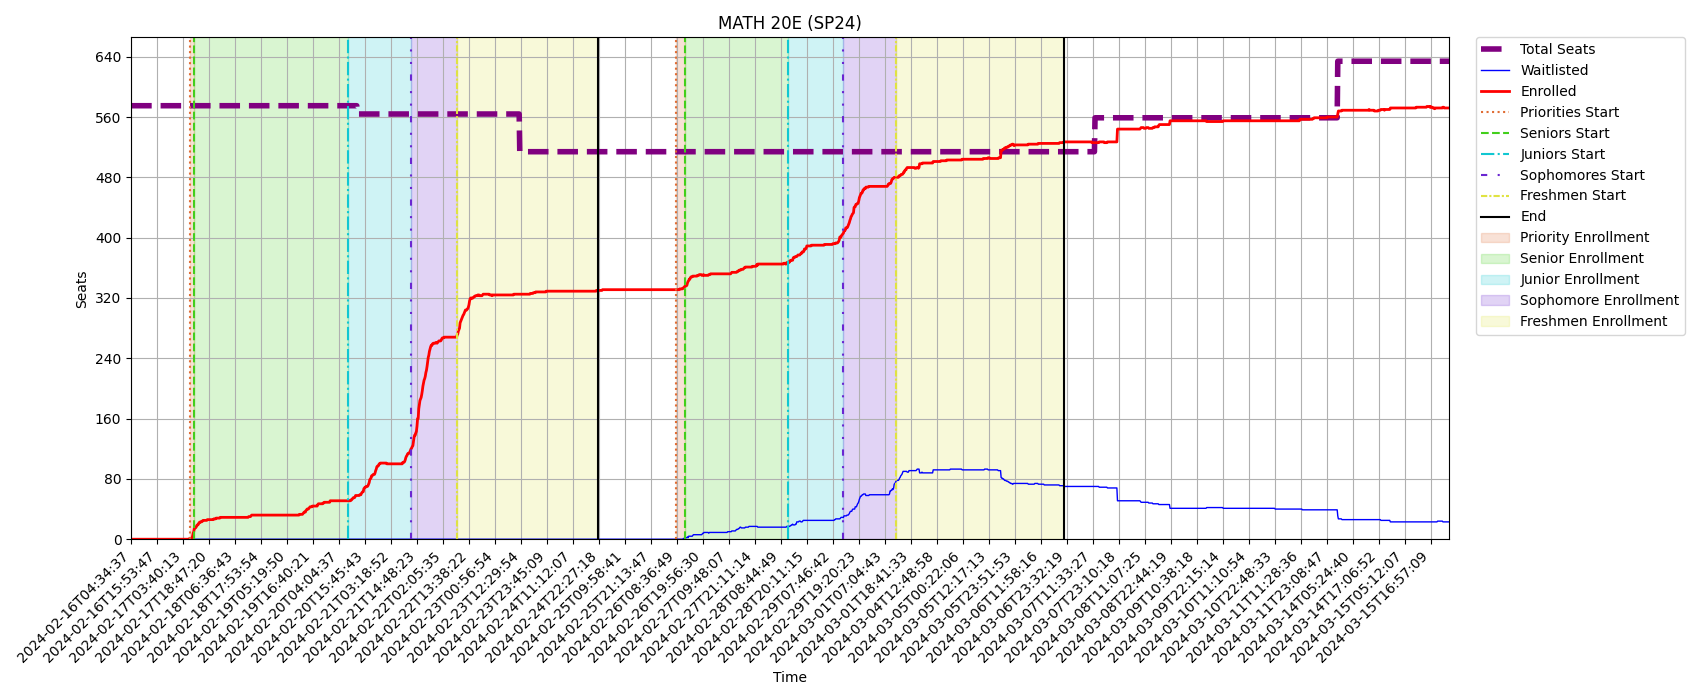 MATH 20E (SP24)
Seats
640
560
480
400
320
240
160
80
0
2024-02-16T04:34:37
2024-02-16T15:53:47
2024-02-17T03:40:13
2024-02-17T18:47:20
2024-02-18T06:36:43
2024-02-18T17:53:54
2024-02-19T05:19:50
2024-02-19T16:40:21
2024-02-20T04:04:37
2024-02-20T15:45:43
2024-02-21T03:18:52
2024-02-21T14:48:23
2024-02-22T02:05:35
2024-02-22T13:38:22
2024-02-23T00:56:54
2024-02-23T12:29:54
2024-02-23T23:45:09
2024-02-24T11:12:07
2024-02-24T22:27:18
2024-02-25T09:58:41
2024-02-25T21:13:47
2024-02-26T08:36:49
2024-02-26T19:56:30
2024-02-27T09:48:07
2024-02-27T21:11:14
2024-02-28T08:44:49
2024-02-28T20:11:15
2024-02-29T07:46:42
2024-02-29T19:20:23
2024-03-01T07:04:43
2024-03-01T18:41:33
2024-03-04T12:48:58
2024-03-05T00:22:06
2024-03-05T12:17:13
2024-03-05T23:51:53
2024-03-06T11:58:16
2024-03-06T23:32:19
2024-03-07T11:33:27
2024-03-07T23:10:18
2024-03-08T11:07:25
2024-03-08T22:44:19
2024-03-09T10:38:18
2024-03-09T22:15:14
2024-03-10T11:10:54
2024-03-10T22:48:33
2024-03-11T11:28:36
2024-03-11T23:08:47
2024-03-14T05:24:40
2024-03-14T17:06:52
2024-03-15T05:12:07
2024-03-15T16:57:09
Time
Total Seats
Waitlisted
Enrolled
Priorities Start
Seniors Start
Juniors Start
Sophomores Start
Freshmen Start
End
Priority Enrollment
Senior Enrollment
Junior Enrollment
Sophomore Enrollment
Freshmen Enrollment